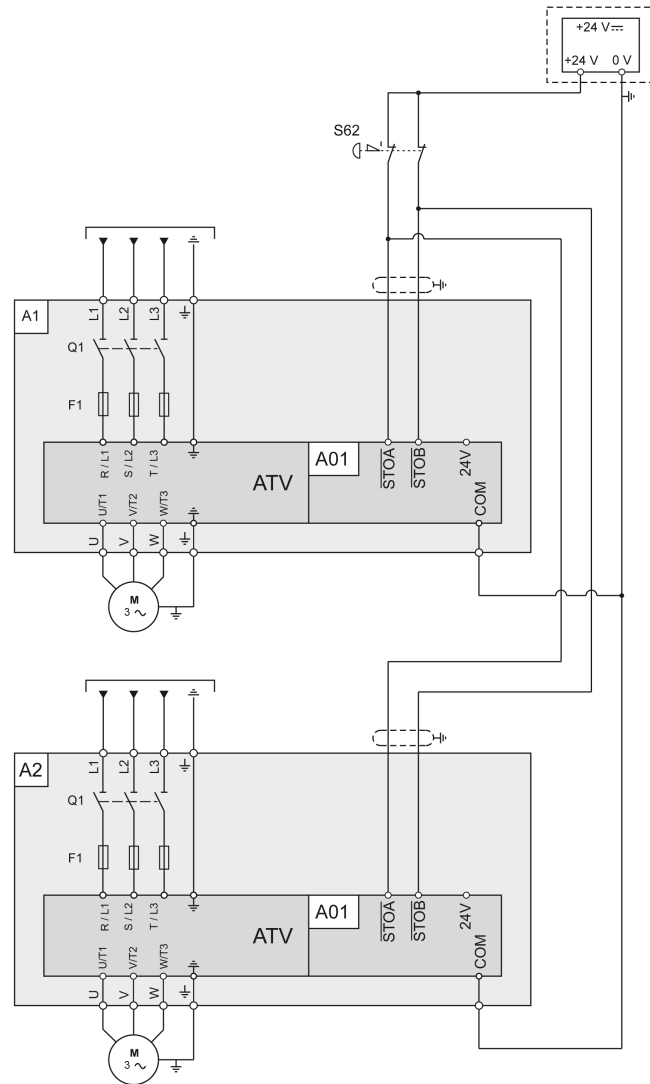 +24 V
+24 V 0 V
S62
A1
L1 L2 L3
Q1
F1
R / L1 S / L2 T / L3
ATV
A01
STOA STOB 24V
COM
U/T1 V/T2 W/T3
U V W
M
3
A2
L1 L2 L3
Q1
F1
R / L1 S / L2 T / L3
ATV
A01
STOA STOB 24V
COM
U/T1 V/T2 W/T3
U V W
M
3